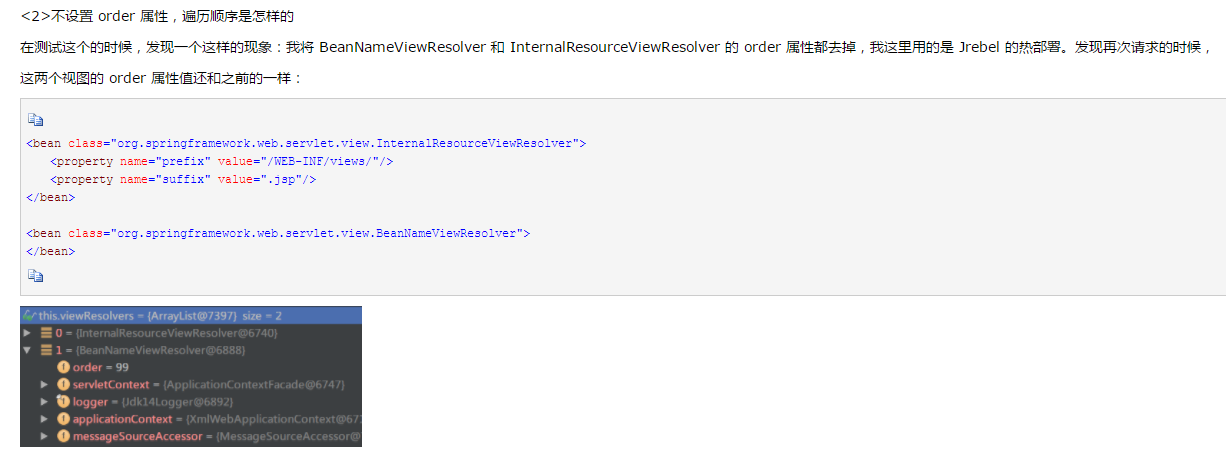 <2>不设置 order 属性，遍历顺序是怎样的
在测试这个的时候，发现一个这样的现象：我将 BeanNameViewResolver 和 InternalResourceViewResolver 的 order 属性都去掉，我这里用的是 Jrebel 的热部署。发现再次请求的时候，
这两个视图的 order 属性值还和之前的一样：
<bean class="org.springframework.web.servlet.view.InternalResourceViewResolver">
<property name="prefix" value="/WEB-INF/views/"/>
<property name="suffix" value=".jsp"/>
</bean>
<bean class="org.springframework.web.servlet.view.BeanNameViewResolver">
</bean>
this.viewResolvers = {ArrayList@7397} size = 2
0 = {InternalResourceViewResolver@6740}
1 = {BeanNameViewResolver@6888}
order = 99
servletContext = {ApplicationContextFacade@6747}
logger = {Jdk14Logger@6892}
applicationContext = {XmlWebApplicationContext@67
messageSourceAccessor = {MessageSourceAccessor@